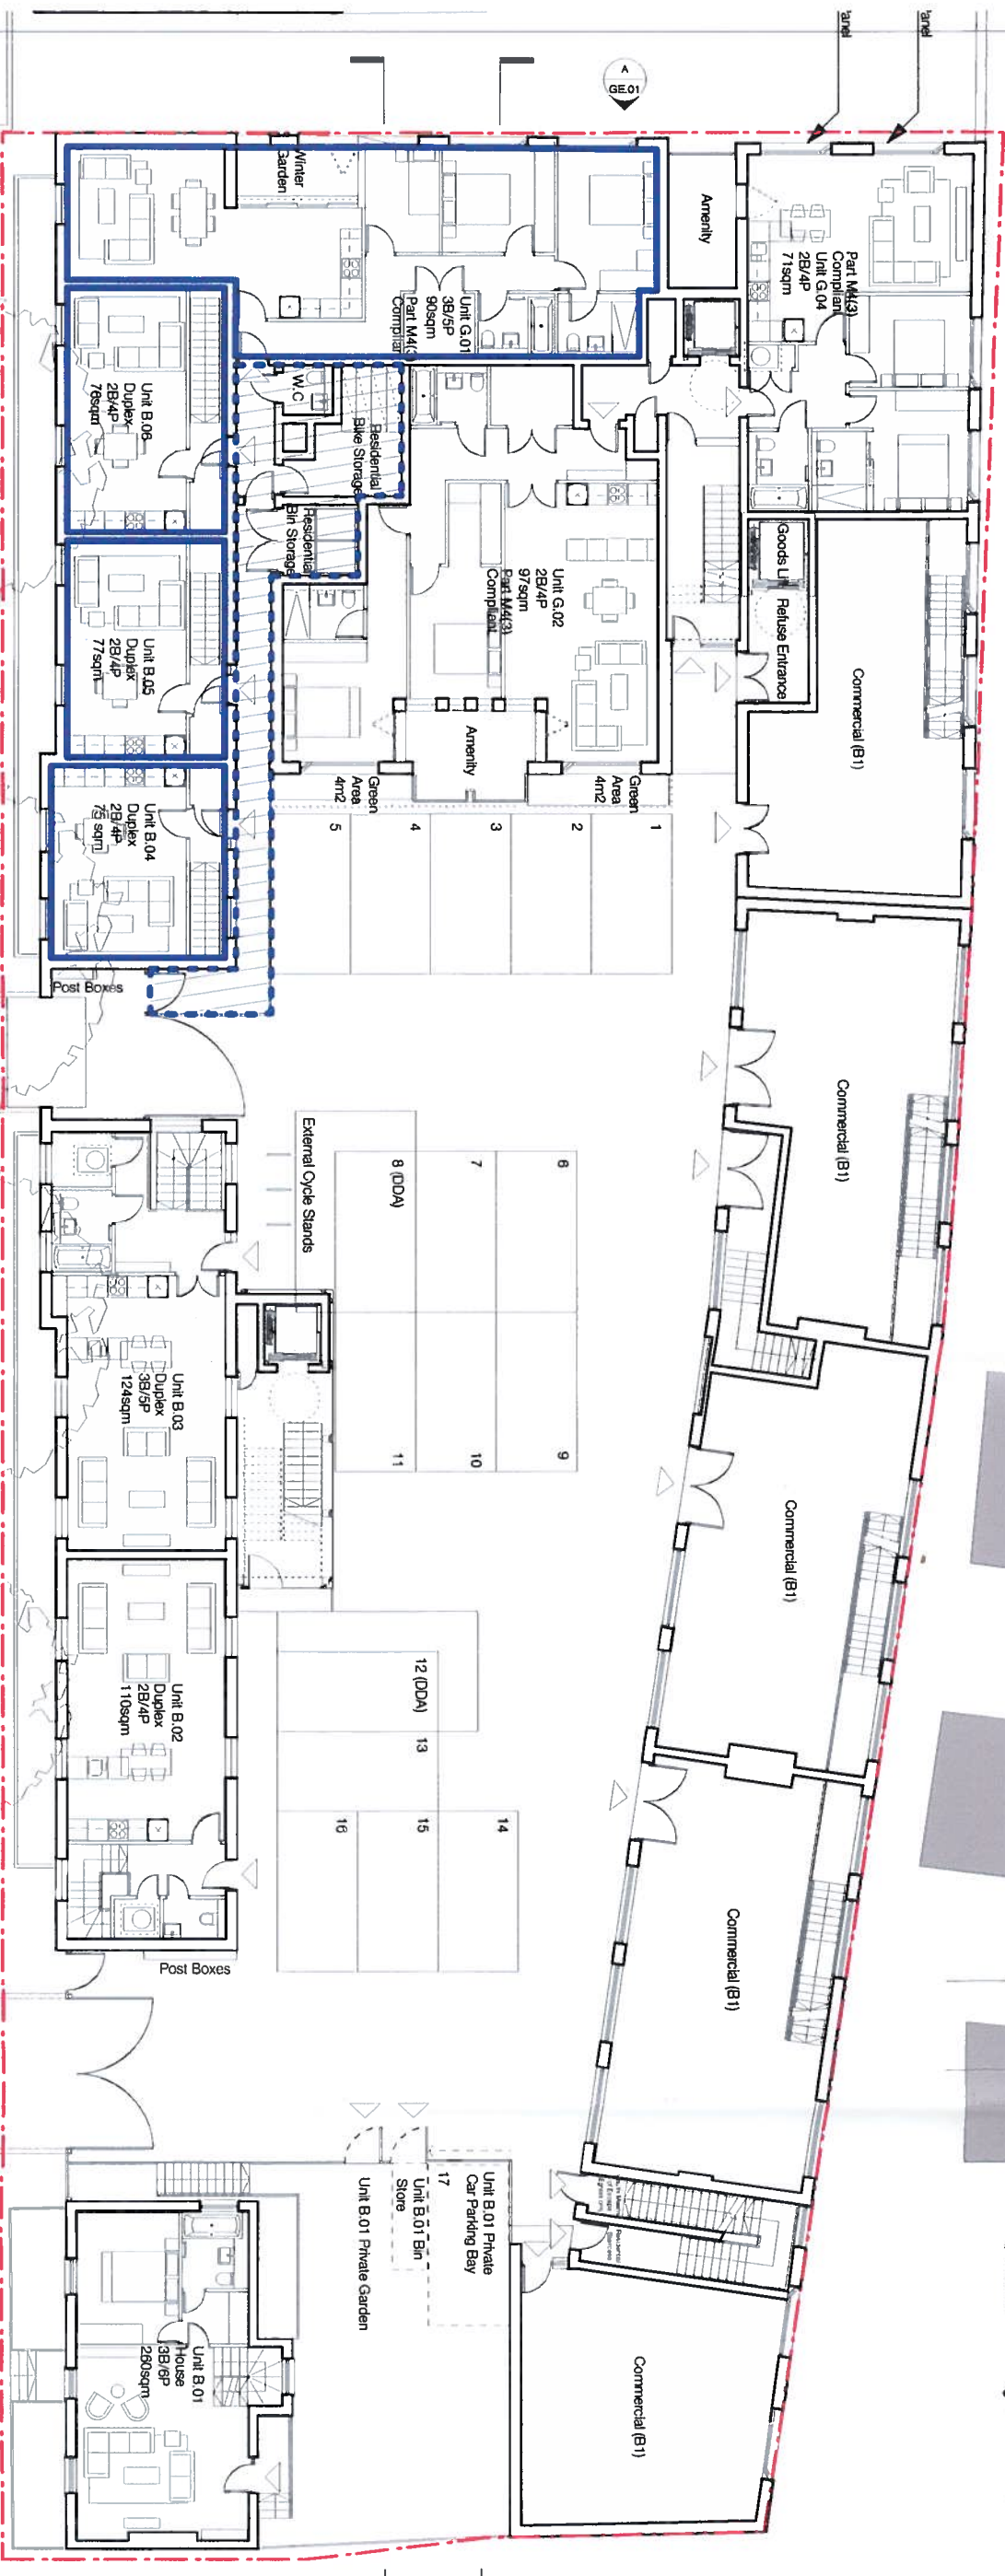 'anel
'anel
A
GE.01
Part M4(3)
Compliant
Unit G.04
2B/4P
71sqm
Amenity
Winter
Garden
Unit G.01
3B/5P
90sqm
Part M4(3)
Compliant
W.C
Residential
Bike Storage
Residential
Bin Storage
Unit B.06
Duplex
2B/4P
76sqm
Unit B.05
Duplex
2B/4P
77sqm
Unit B.04
Duplex
2B/4P
Post Boxes
Unit G.02
2B/4P
97sqm
Part M4(3)
Compliant
Amenity
Green
Area
4m2
Green
Area
4m2
Goods Lift
Refuse Entrance
Commercial (B1)
1
2
3
4
5
Commercial (B1)
External Cycle Stands
6
7
8 (DDA)
9
10
11
Unit B.03
Duplex
3B/5P
124sqm
Commercial (B1)
Unit B.02
Duplex
2B/4P
110sqm
12 (DDA)
13
14
15
16
Post Boxes
Commercial (B1)
Unit B.01 Private
Car Parking Bay
17
Unit B.01 Bin
Store
Unit B.01 Private Garden
Unit B.01
House
3B/6P
260sqm
Commercial (B1)